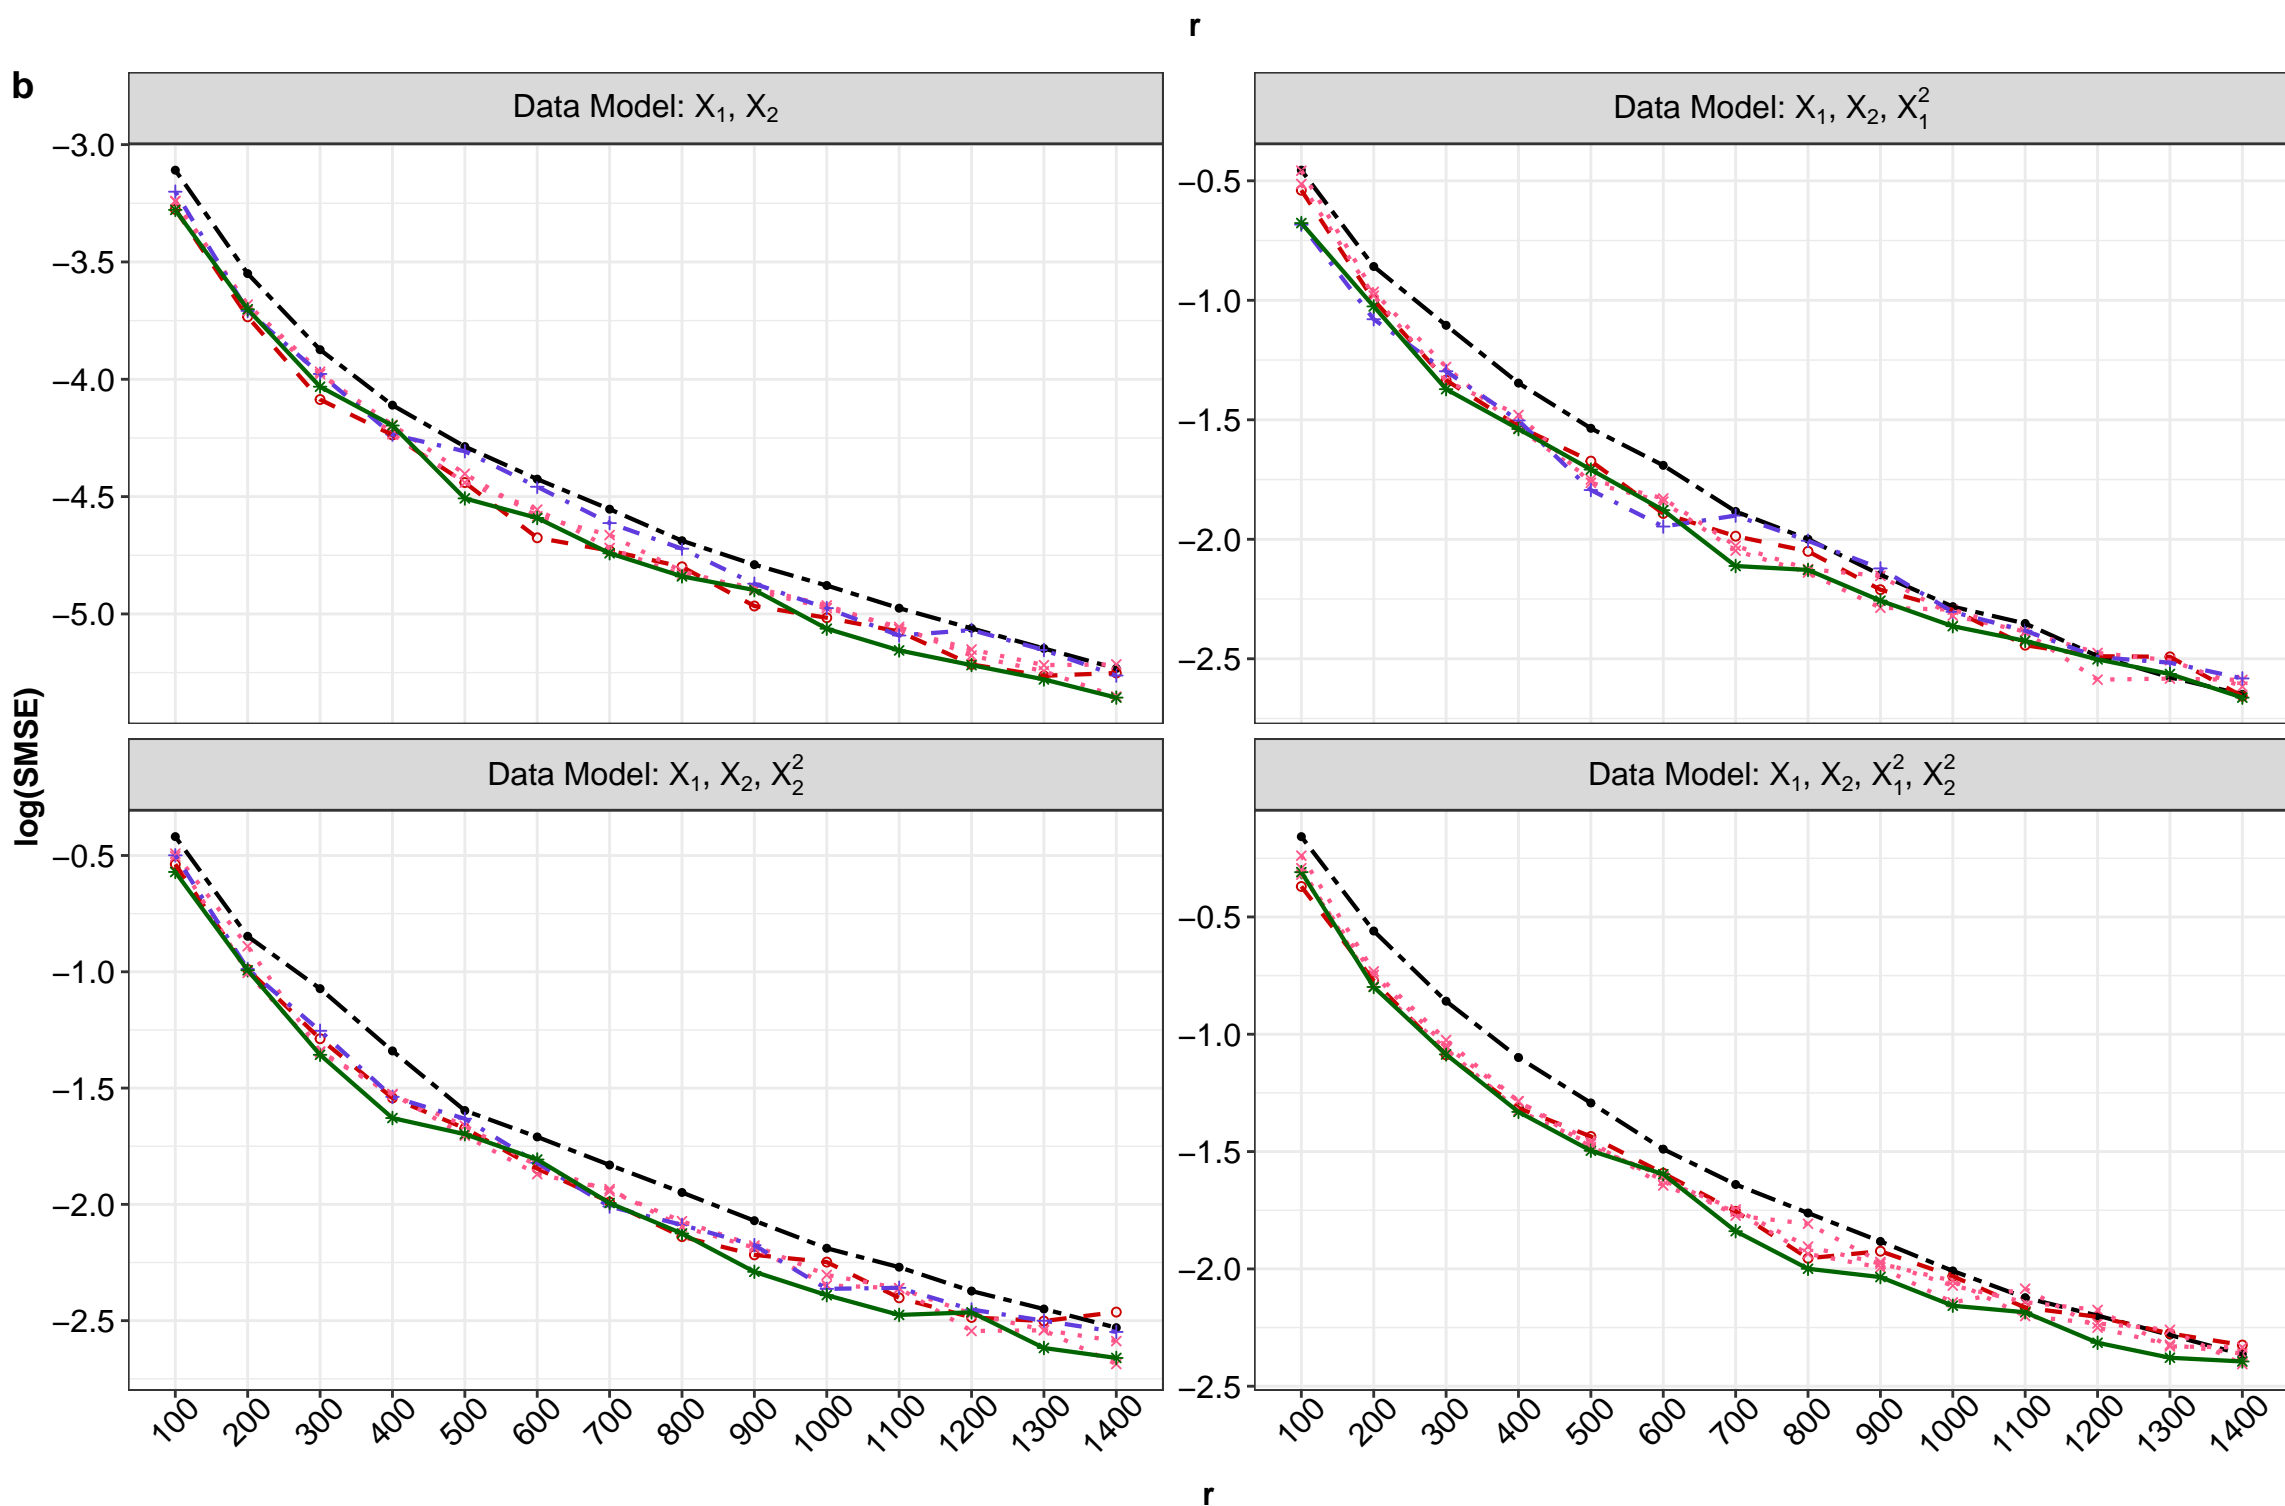 r
b
Data Model: X₁, X₂
Data Model: X₁, X₂, X₁²
−3.0
−3.5
−4.0
−4.5
−5.0
−0.5
−1.0
−1.5
−2.0
−2.5
log(SMSE)
Data Model: X₁, X₂, X₂²
Data Model: X₁, X₂, X₁², X₂²
−0.5
−1.0
−1.5
−2.0
−2.5
−0.5
−1.0
−1.5
−2.0
−2.5
100 200 300 400 500 600 700 800 900 1000 1100 1200 1300 1400
100 200 300 400 500 600 700 800 900 1000 1100 1200 1300 1400
r